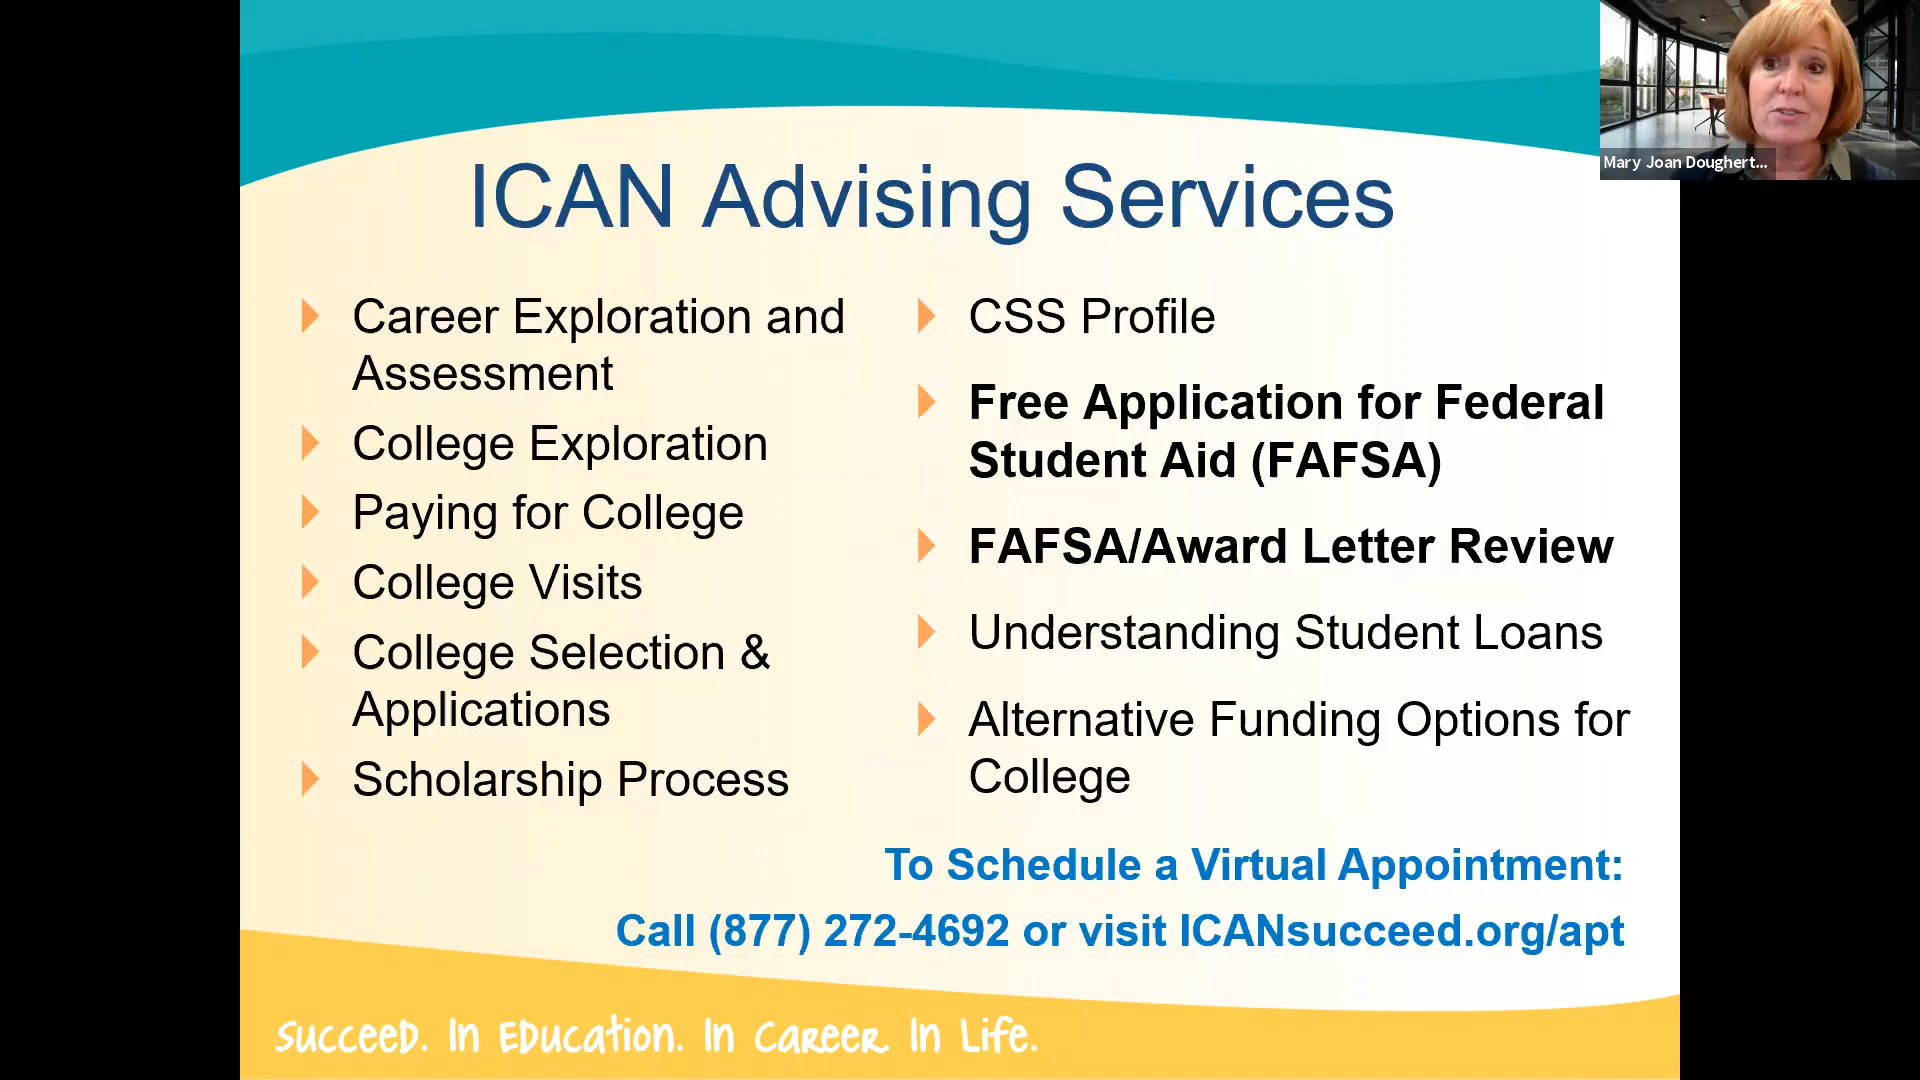 Mary Joan Doughert...
ICAN Advising Services
Career Exploration and
Assessment
College Exploration
Paying for College
College Visits
College Selection &
Applications
Scholarship Process
CSS Profile
Free Application for Federal
Student Aid (FAFSA)
FAFSA/Award Letter Review
Understanding Student Loans
Alternative Funding Options for
College
To Schedule a Virtual Appointment:
Call (877) 272-4692 or visit ICANsucceed.org/apt
Succeed. In Education. In Career. In Life.